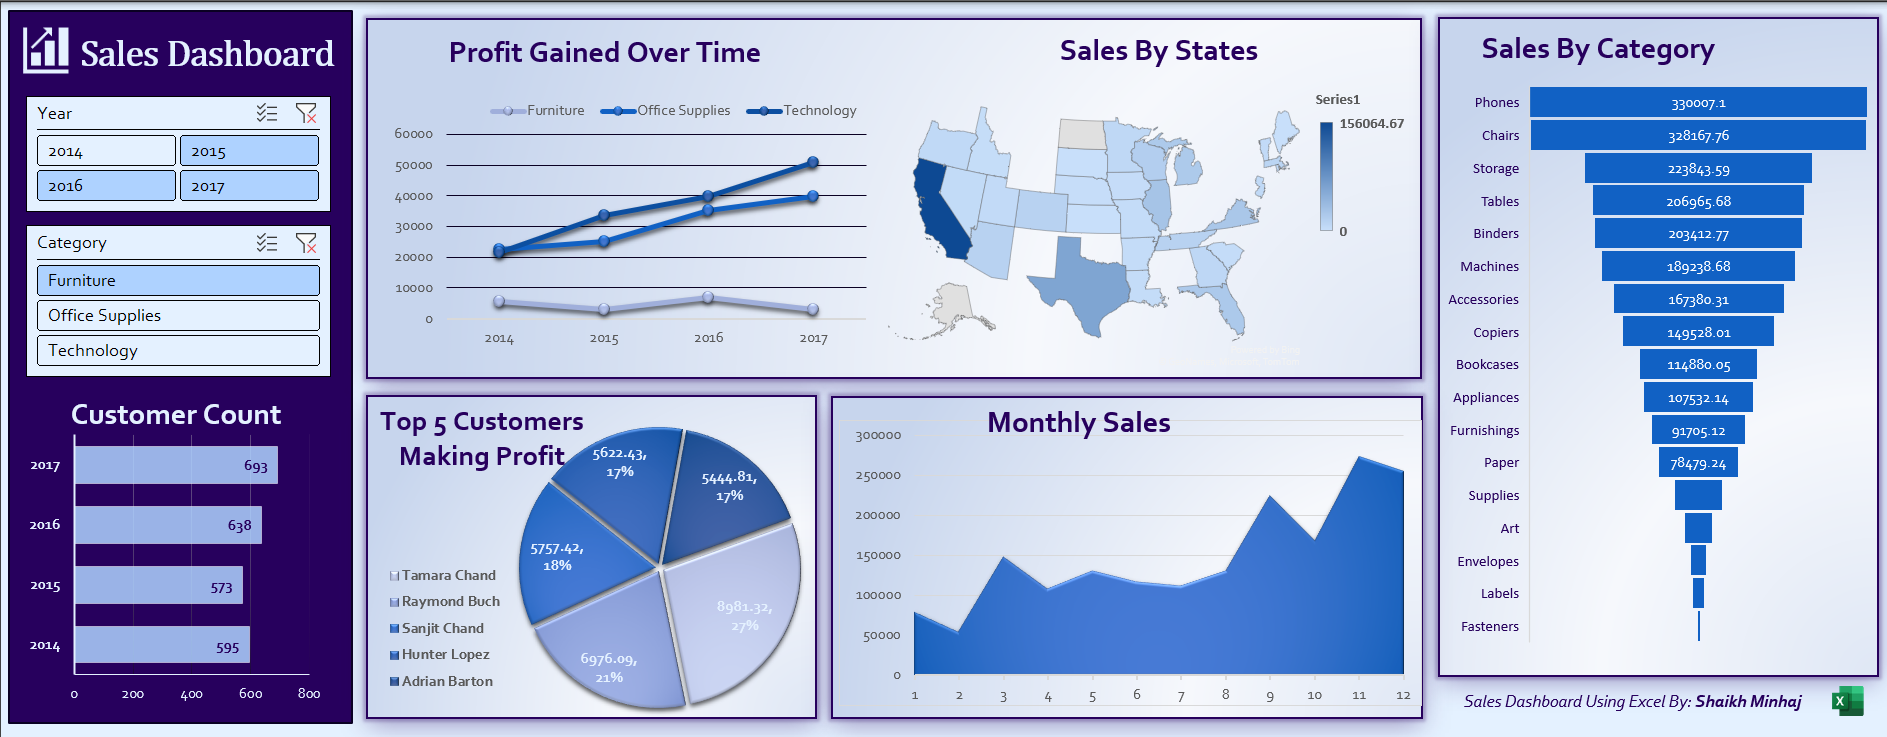 Sales Dashboard
Year
2014
2015
2016
2017
Category
Furniture
Office Supplies
Technology
Customer Count
2017
693
2016
638
2015
573
2014
595
0 200 400 600 800
Profit Gained Over Time
Furniture Office Supplies Technology
60000
50000
40000
30000
20000
10000
0
2014 2015 2016 2017
Sales By States
Series1
156064.67
0
Top 5 Customers
Making Profit
5622.43,
17%
5444.81,
17%
5757.42,
18%
8981.32,
27%
6976.09,
21%
Tamara Chand
Raymond Buch
Sanjit Chand
Hunter Lopez
Adrian Barton
Monthly Sales
300000
250000
200000
150000
100000
50000
0
1 2 3 4 5 6 7 8 9 10 11 12
Sales By Category
Phones 330007.1
Chairs 328167.76
Storage 223843.59
Tables 206965.68
Binders 203412.77
Machines 189238.68
Accessories 167380.31
Copiers 149528.01
Bookcases 114880.05
Appliances 107532.14
Furnishings 91705.12
Paper 78479.24
Supplies
Art
Envelopes
Labels
Fasteners
Sales Dashboard Using Excel By: Shaikh Minhaj
X